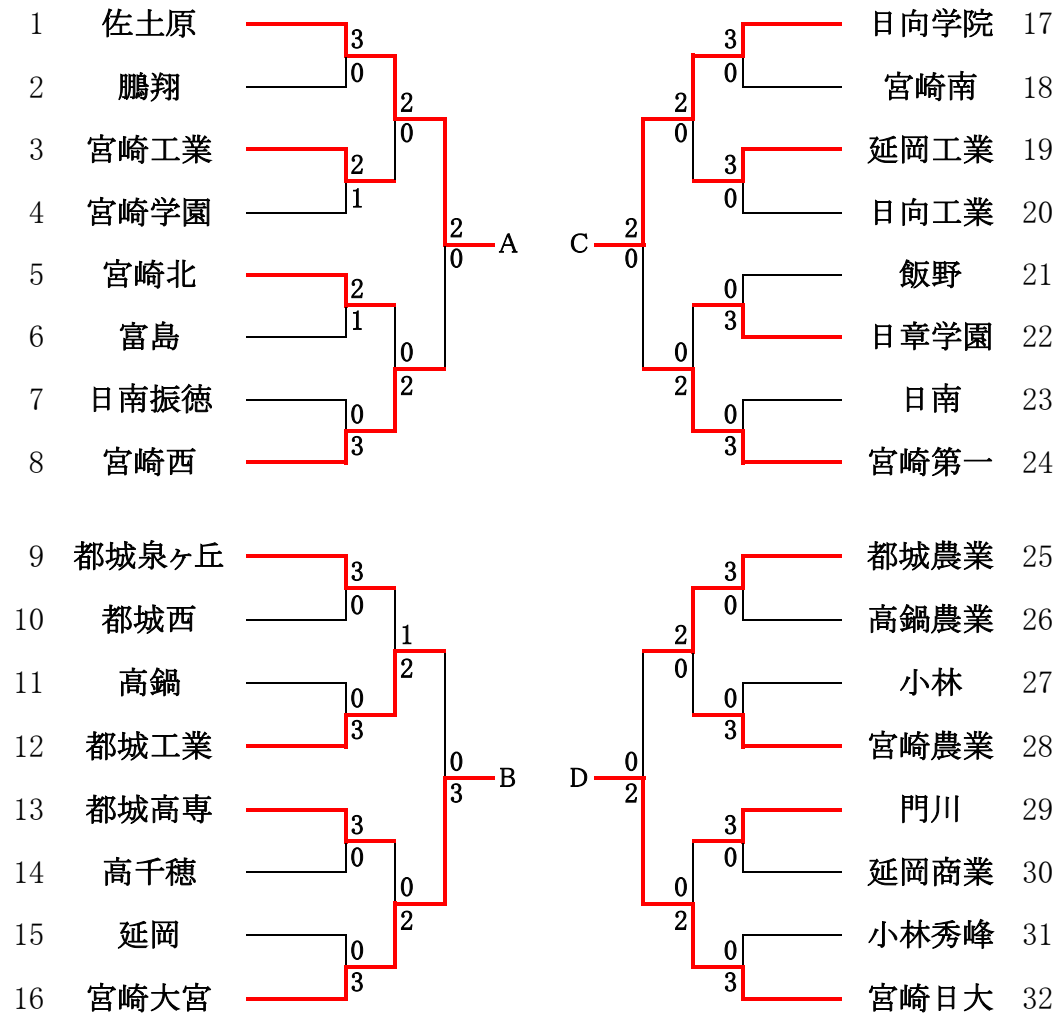 1 佐土原 3 3 日向学院 17
0 0
2 鵬翔 2 2 宮崎南 18
0 0
3 宮崎工業 2 3 延岡工業 19
1 0
4 宮崎学園 2 A C 2 日向工業 20
0 0
5 宮崎北 2 0 飯野 21
1 3
6 富島 0 0 日章学園 22
2 2
7 日南振徳 0 0 日南 23
3 3
8 宮崎西 宮崎第一 24
9 都城泉ヶ丘 3 3 都城農業 25
0 0
10 都城西 1 2 高鍋農業 26
2 0
11 高鍋 0 0 小林 27
3 3
12 都城工業 0 B D 0 宮崎農業 28
3 2
13 都城高専 3 3 門川 29
0 0
14 高千穂 0 0 延岡商業 30
2 2
15 延岡 0 0 小林秀峰 31
3 3
16 宮崎大宮 宮崎日大 32